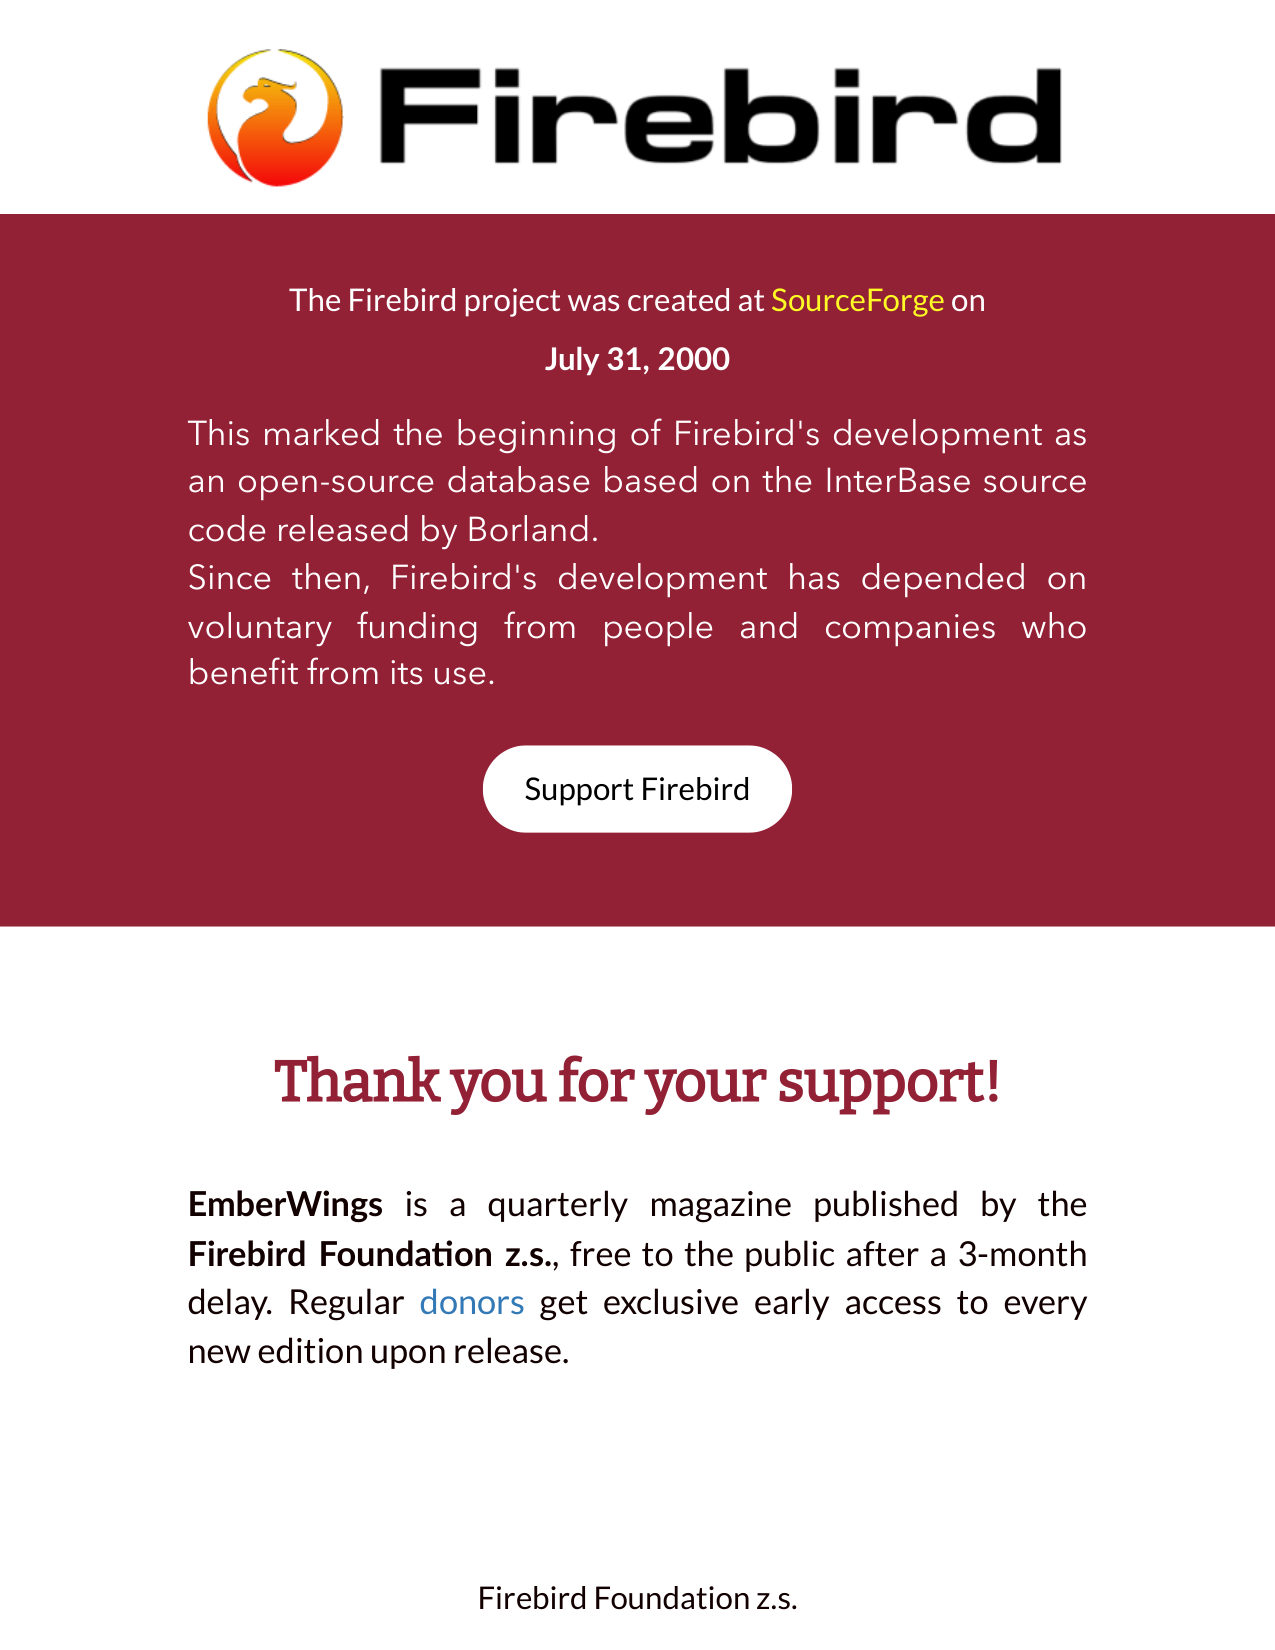 Firebird
The Firebird project was created at SourceForge on
July 31, 2000
This marked the beginning of Firebird's development as
an open-source database based on the InterBase source
code released by Borland.
Since then, Firebird's development has depended on
voluntary funding from people and companies who
benefit from its use.
Support Firebird
Thank you for your support!
EmberWings is a quarterly magazine published by the
Firebird Foundation z.s., free to the public after a 3-month
delay. Regular donors get exclusive early access to every
new edition upon release.
Firebird Foundation z.s.